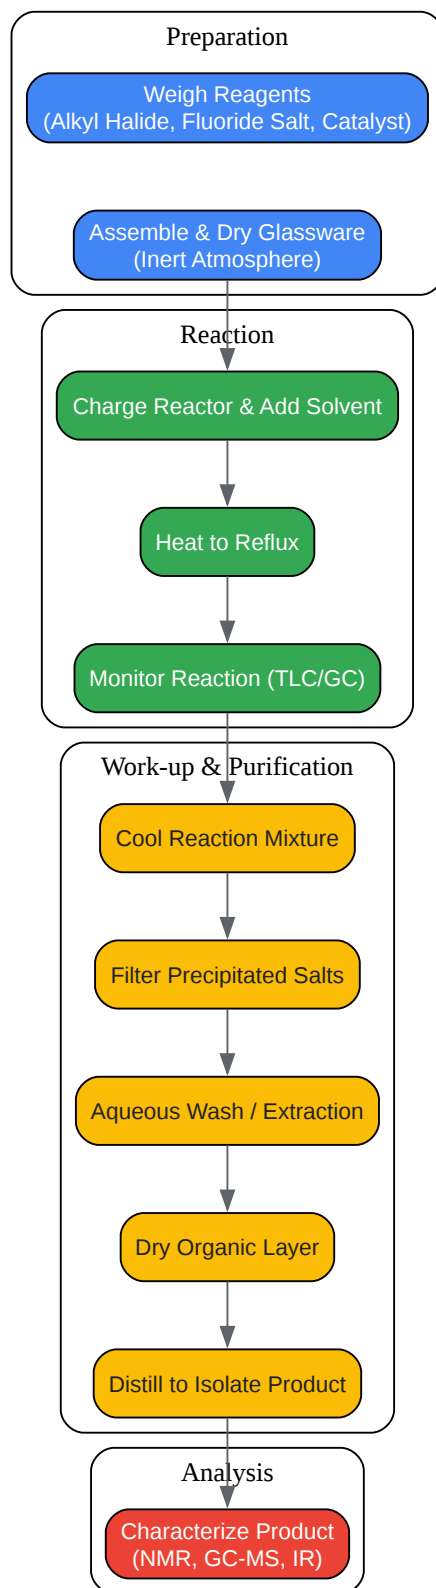 Preparation
Weigh Reagents
(Alkyl Halide, Fluoride Salt, Catalyst)
Assemble & Dry Glassware
(Inert Atmosphere)
Reaction
Charge Reactor & Add Solvent
Heat to Reflux
Monitor Reaction (TLC/GC)
Work-up & Purification
Cool Reaction Mixture
Filter Precipitated Salts
Aqueous Wash / Extraction
Dry Organic Layer
Distill to Isolate Product
Analysis
Characterize Product
(NMR, GC-MS, IR)